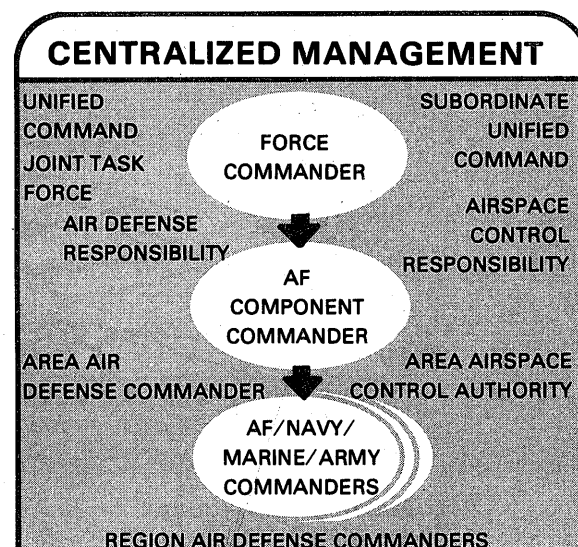 CENTRALIZED MANAGEMENT
UNIFIED
COMMAND
JOINT TASK
FORCE
SUBORDINATE
UNIFIED
COMMAND
FORCE
COMMANDER
AIR DEFENSE
RESPONSIBILITY
AIRSPACE
CONTROL
RESPONSIBILITY
AF
COMPONENT
COMMANDER
AREA AIR
DEFENSE COMMANDER
AREA AIRSPACE
CONTROL AUTHORITY
AF/NAVY/
MARINE/ARMY
COMMANDERS
REGION AIR DEFENSE COMMANDERS